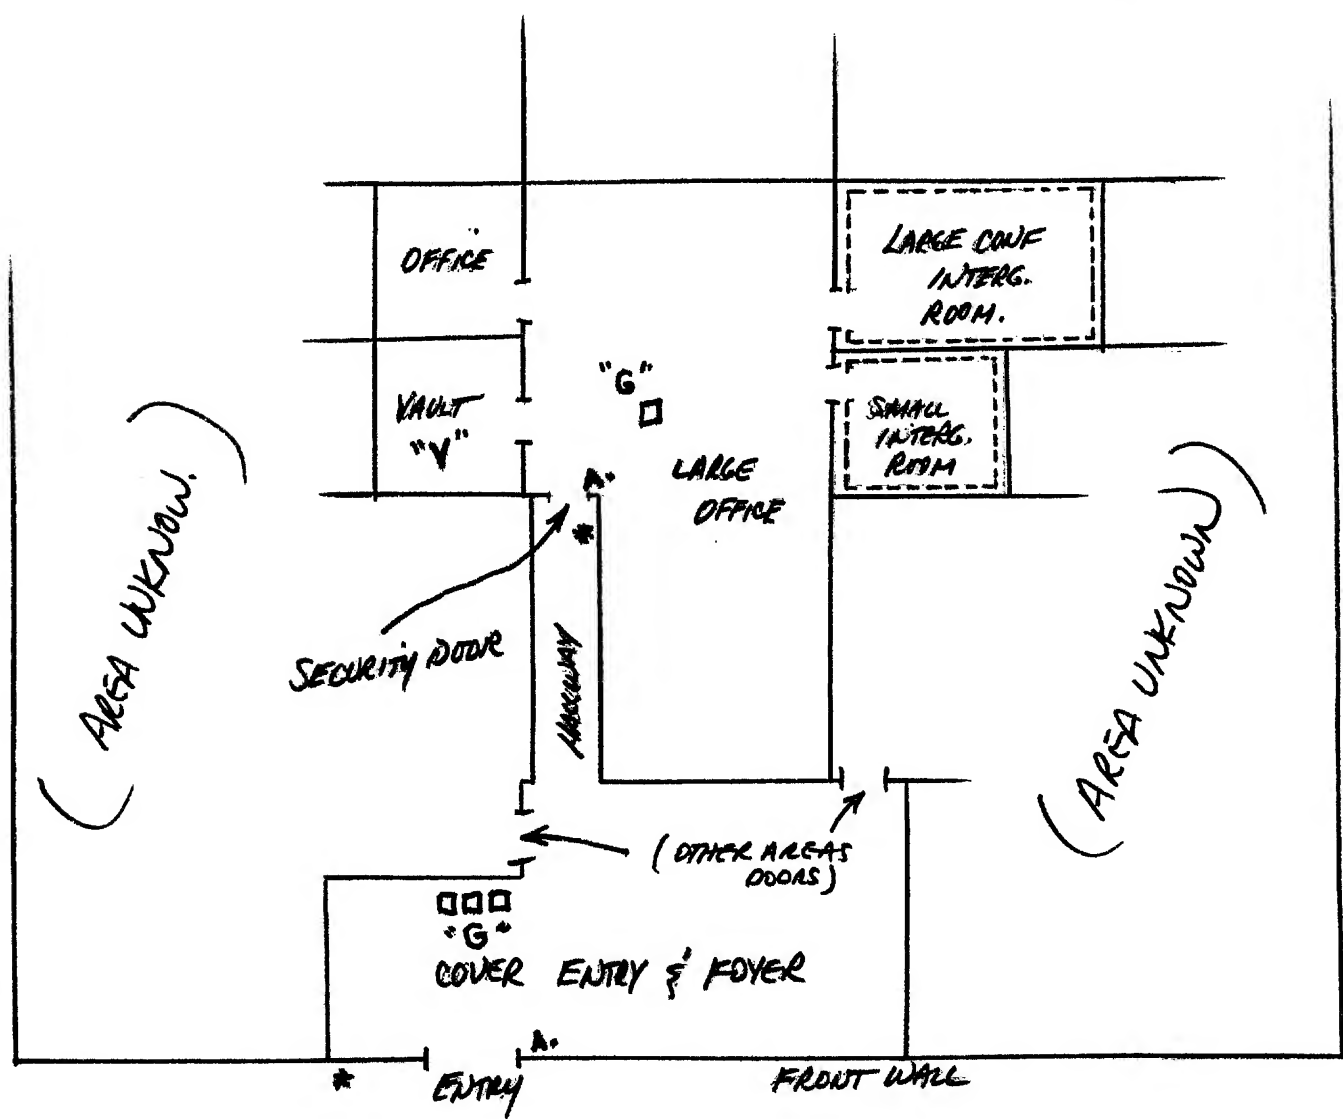 OFFICE
LARGE CONF
INTERG.
ROOM.
"G"
VAULT
"V"
SMALL
INTERG.
ROOM
LARGE
OFFICE
A.
*
(AREA UNKNOW.)
(AREA UNKNOWN)
SECURITY DOOR
HALLWAY
(OTHER AREAS
DOORS)
"G"
COVER ENTRY & FOYER
A.
*
ENTRY
FRONT WALL